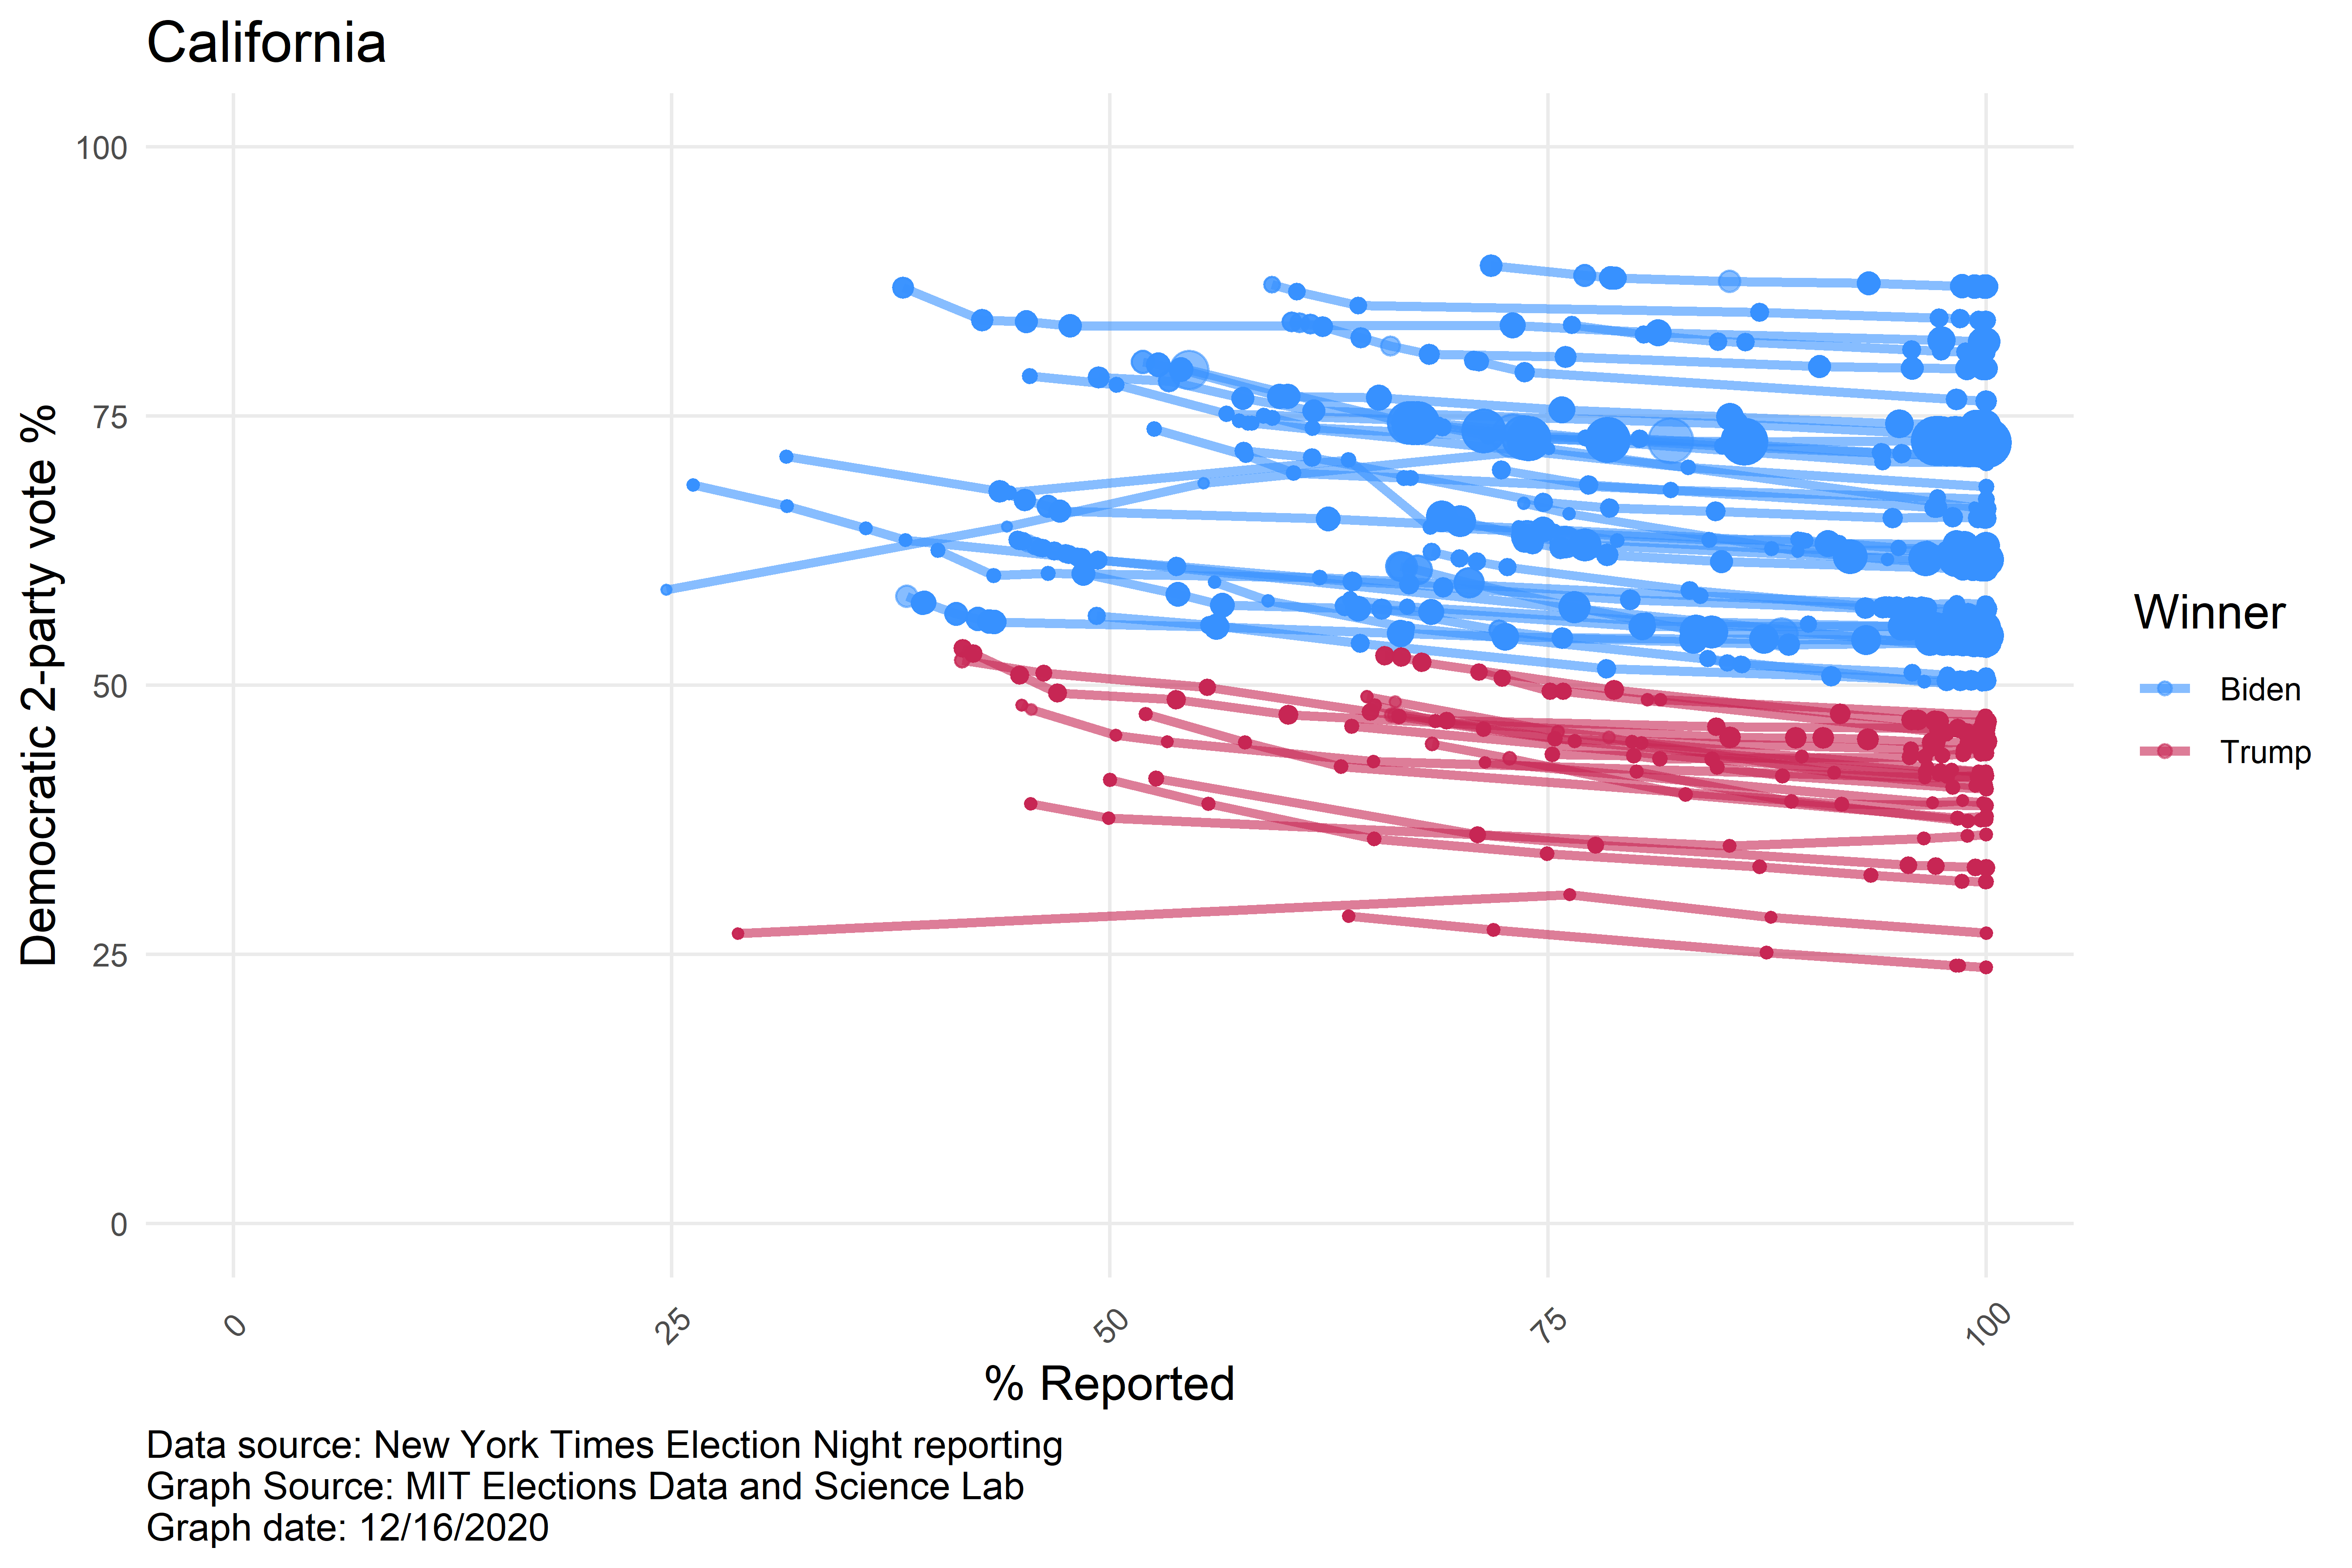 California
Democratic 2-party vote %
100
75
50
25
0
0
25
50
75
100
% Reported
Winner
Biden
Trump
Data source: New York Times Election Night reporting
Graph Source: MIT Elections Data and Science Lab
Graph date: 12/16/2020